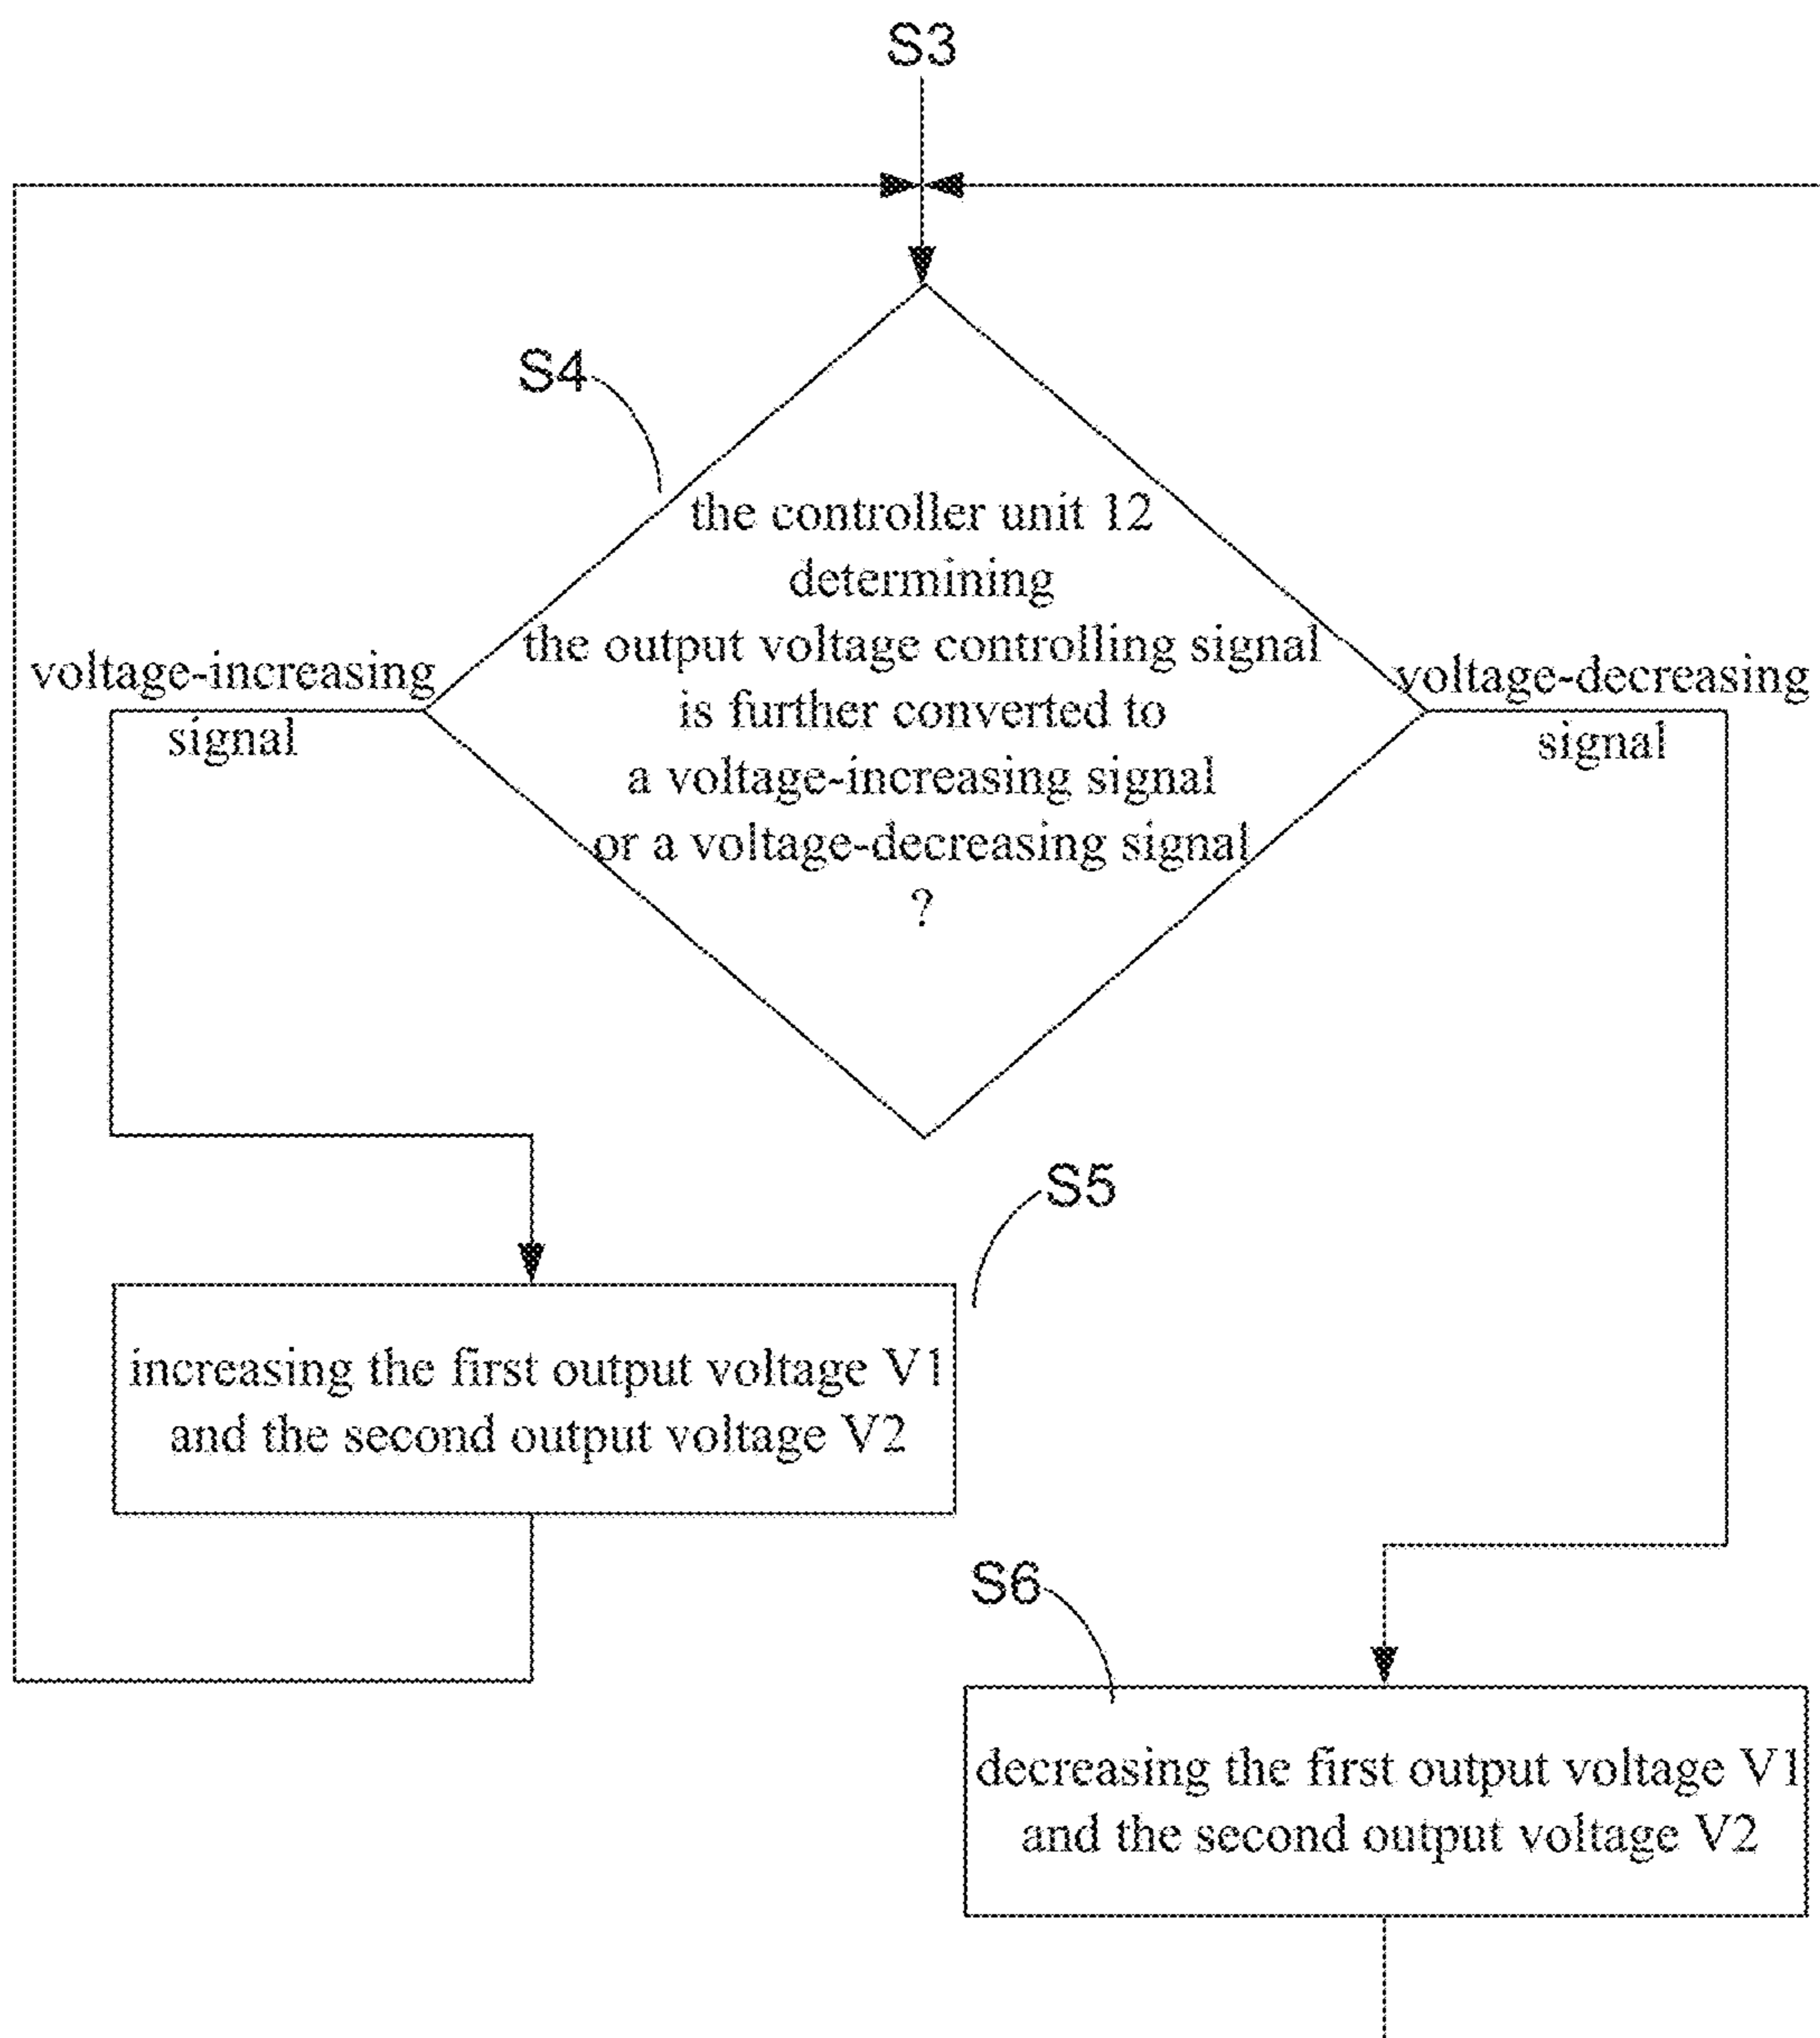 S3
S4
the controller unit 12
determining
the output voltage controlling signal
is further converted to
a voltage-increasing signal
or a voltage-decreasing signal
?
voltage-increasing
signal
voltage-decreasing
signal
S5
increasing the first output voltage V1
and the second output voltage V2
S6
decreasing the first output voltage V1
and the second output voltage V2